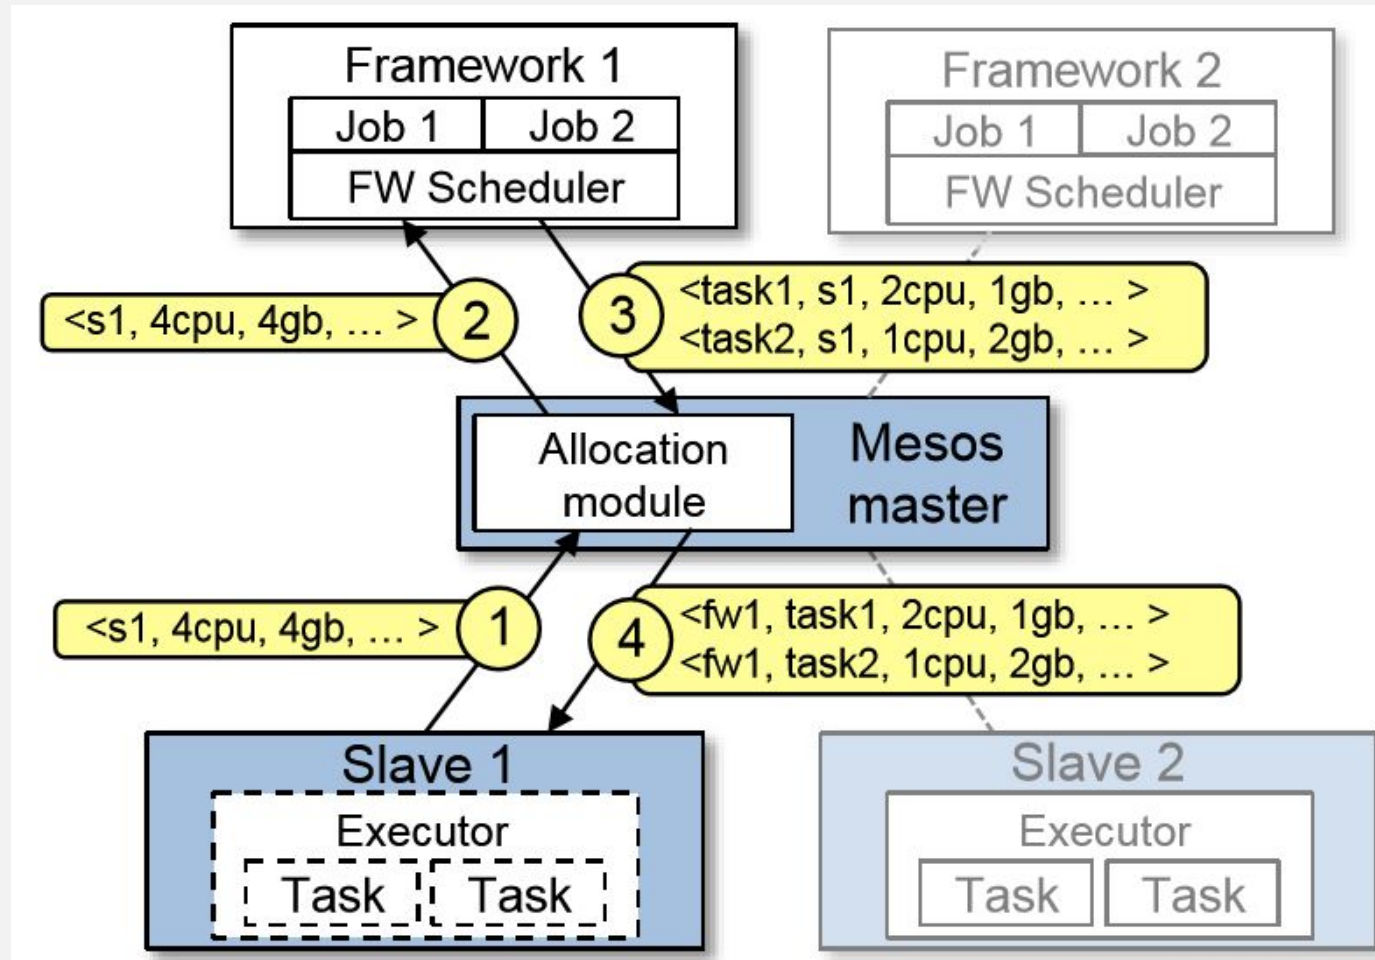 Framework 1
Job 1
Job 2
FW Scheduler
Framework 2
Job 1
Job 2
FW Scheduler
<s1, 4cpu, 4gb, … >
2
3
<task1, s1, 2cpu, 1gb, … >
<task2, s1, 1cpu, 2gb, … >
Allocation
module
Mesos
master
<s1, 4cpu, 4gb, … >
1
4
<fw1, task1, 2cpu, 1gb, … >
<fw1, task2, 1cpu, 2gb, … >
Slave 1
Executor
Task
Task
Slave 2
Executor
Task
Task